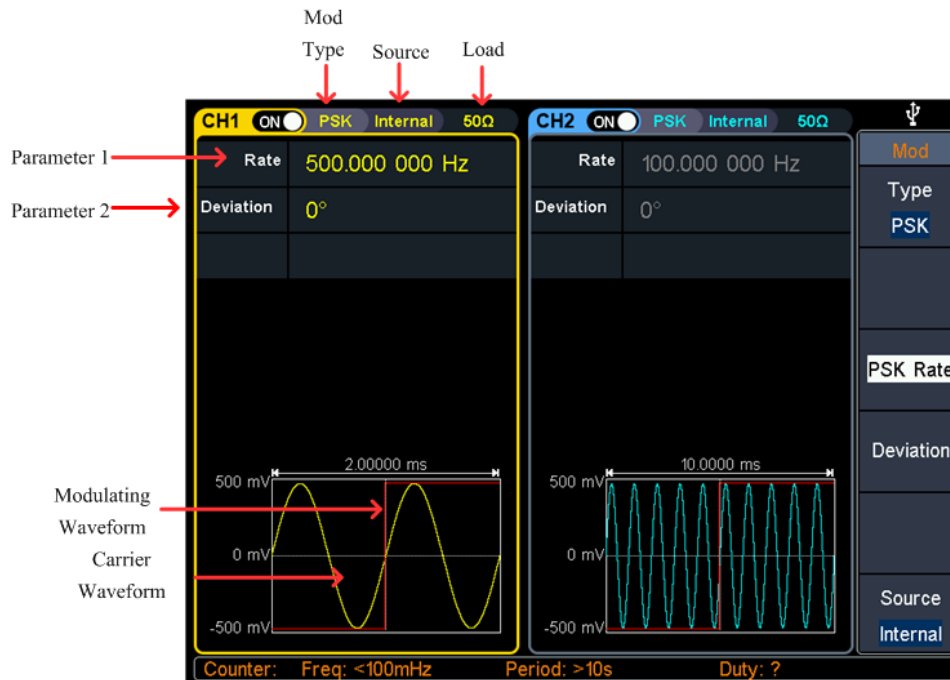 Mod
Type
Source
Load
CH1 ON PSK Internal 50Ω
CH2 ON PSK Internal 50Ω
Mod
Parameter 1
Rate 500.000 000 Hz
Rate 100.000 000 Hz
Type
PSK
Parameter 2
Deviation 0°
Deviation 0°
PSK Rate
Deviation
2.00000 ms
10.0000 ms
500 mV
500 mV
Modulating
Waveform
0 mV
0 mV
Carrier
Waveform
-500 mV
-500 mV
Source
Internal
Counter: Freq: <100mHz Period: >10s Duty: ?